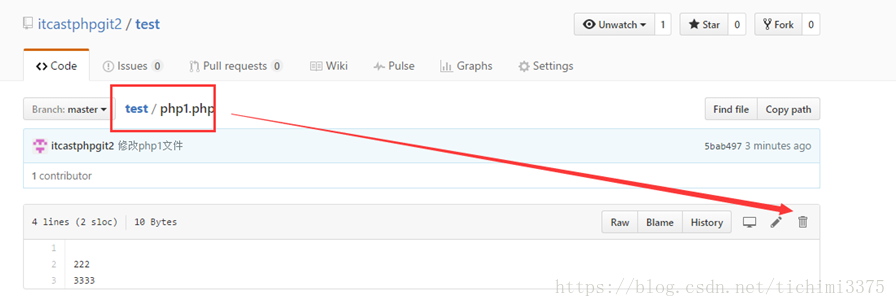 itcastphpgit2 / test
Unwatch 1 Star 0 Fork 0
Code Issues 0 Pull requests 0 Wiki Pulse Graphs Settings
Branch: master test / php1.php Find file Copy path
itcastphpgit2 修改php1文件 5bab497 3 minutes ago
1 contributor
4 lines (2 sloc) 10 Bytes Raw Blame History
1
2 222
3 3333
https://blog.csdn.net/tichimi3375